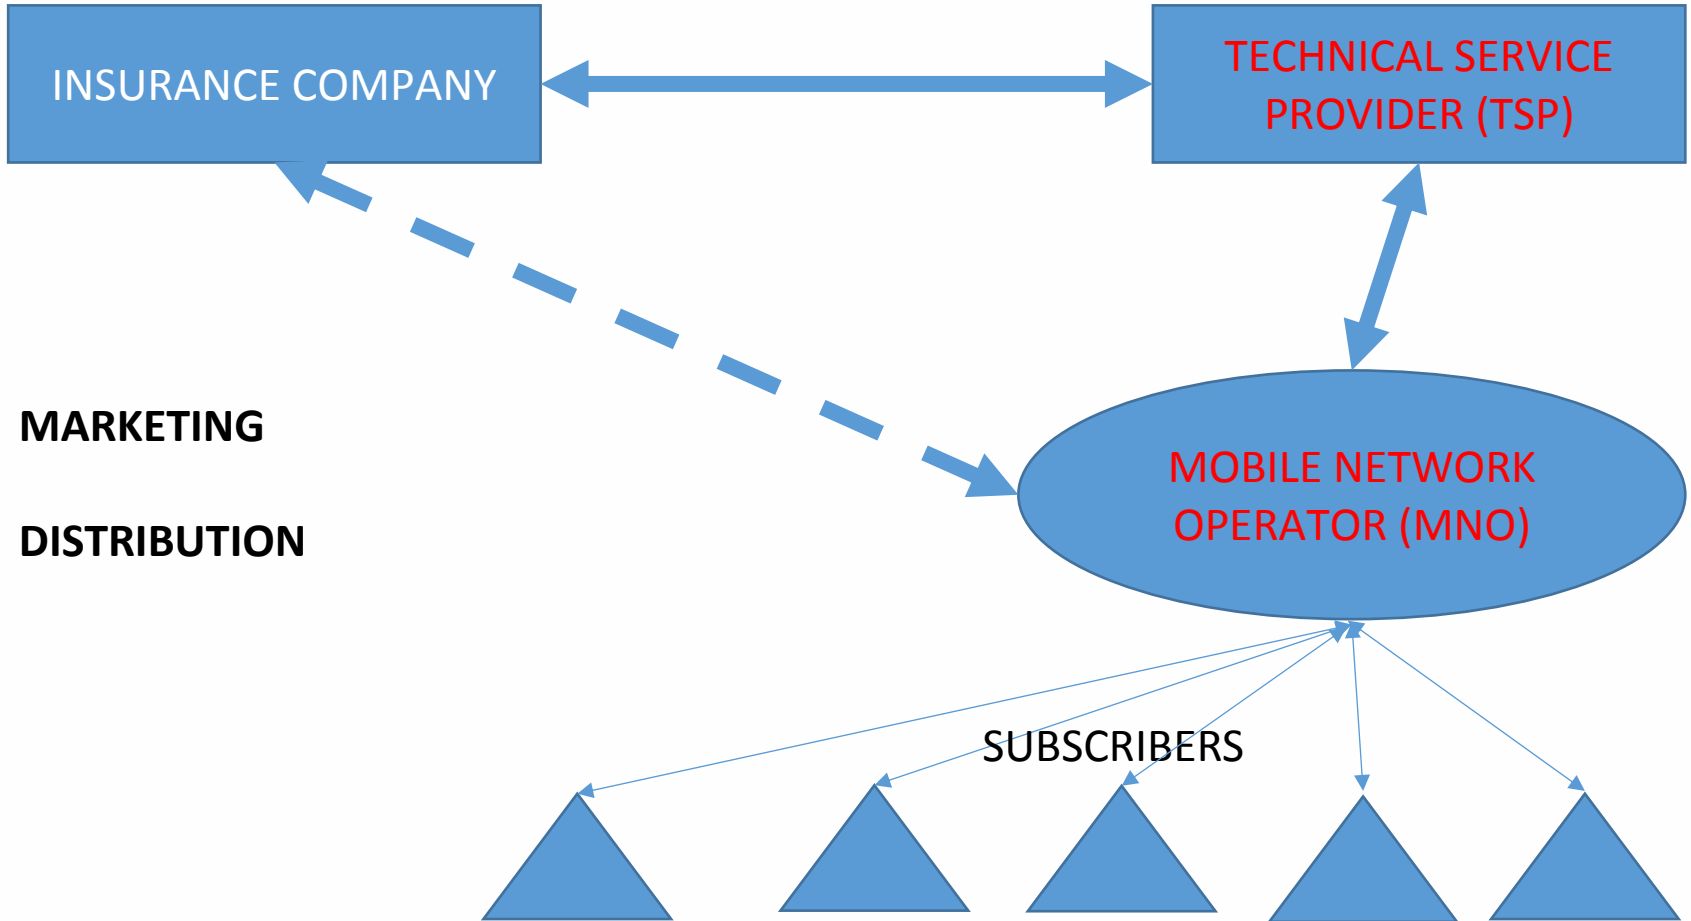 INSURANCE COMPANY
TECHNICAL SERVICE
PROVIDER (TSP)
MARKETING
DISTRIBUTION
MOBILE NETWORK
OPERATOR (MNO)
SUBSCRIBERS